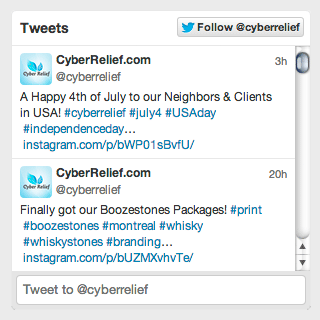 Tweets
Follow @cyberrelief
CyberRelief.com
3h
Cyber Relief
@cyberrelief
A Happy 4th of July to our Neighbors & Clients
in USA! #cyberrelief #july4 #USAday
#independenceday…
instagram.com/p/bWP01sBvfU/
CyberRelief.com
20h
Cyber Relief
@cyberrelief
Finally got our Boozestones Packages! #print
#boozestones #montreal #whisky
#whiskystones #branding…
instagram.com/p/bUZMXvhvTe/
Tweet to @cyberrelief